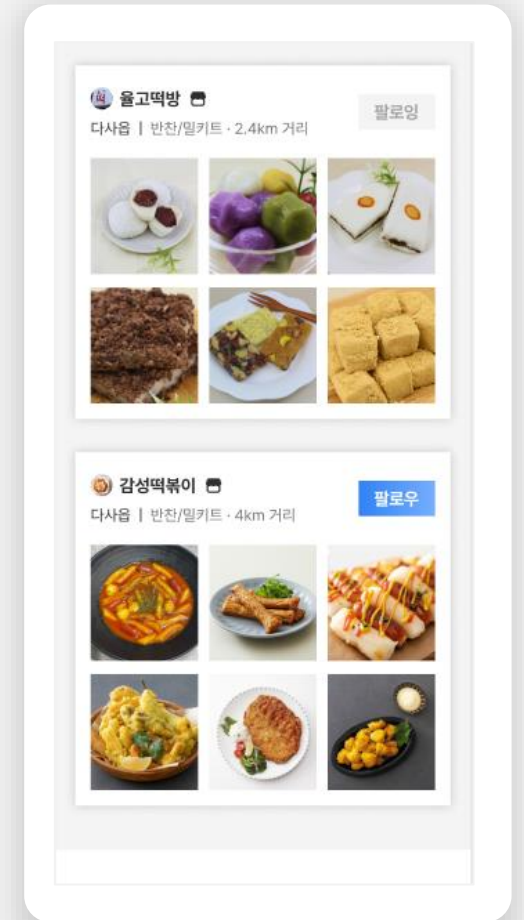 율고떡방
팔로잉
다사읍 | 반찬/밀키트 · 2.4km 거리
감성떡볶이
팔로우
다사읍 | 반찬/밀키트 · 4km 거리